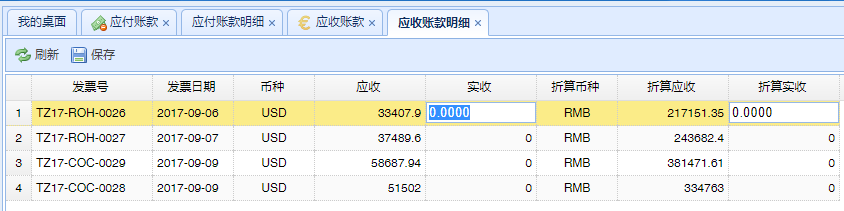 我的桌面 应付账款 × 应付账款明细 × € 应收账款 × 应收账款明细 ×
刷新 保存
发票号 发票日期 币种 应收 实收 折算币种 折算应收 折算实收
1 TZ17-ROH-0026 2017-09-06 USD 33407.9 0.0000 RMB 217151.35 0.0000
2 TZ17-ROH-0027 2017-09-07 USD 37489.6 0 RMB 243682.4 0
3 TZ17-COC-0029 2017-09-09 USD 58687.94 0 RMB 381471.61 0
4 TZ17-COC-0028 2017-09-09 USD 51502 0 RMB 334763 0